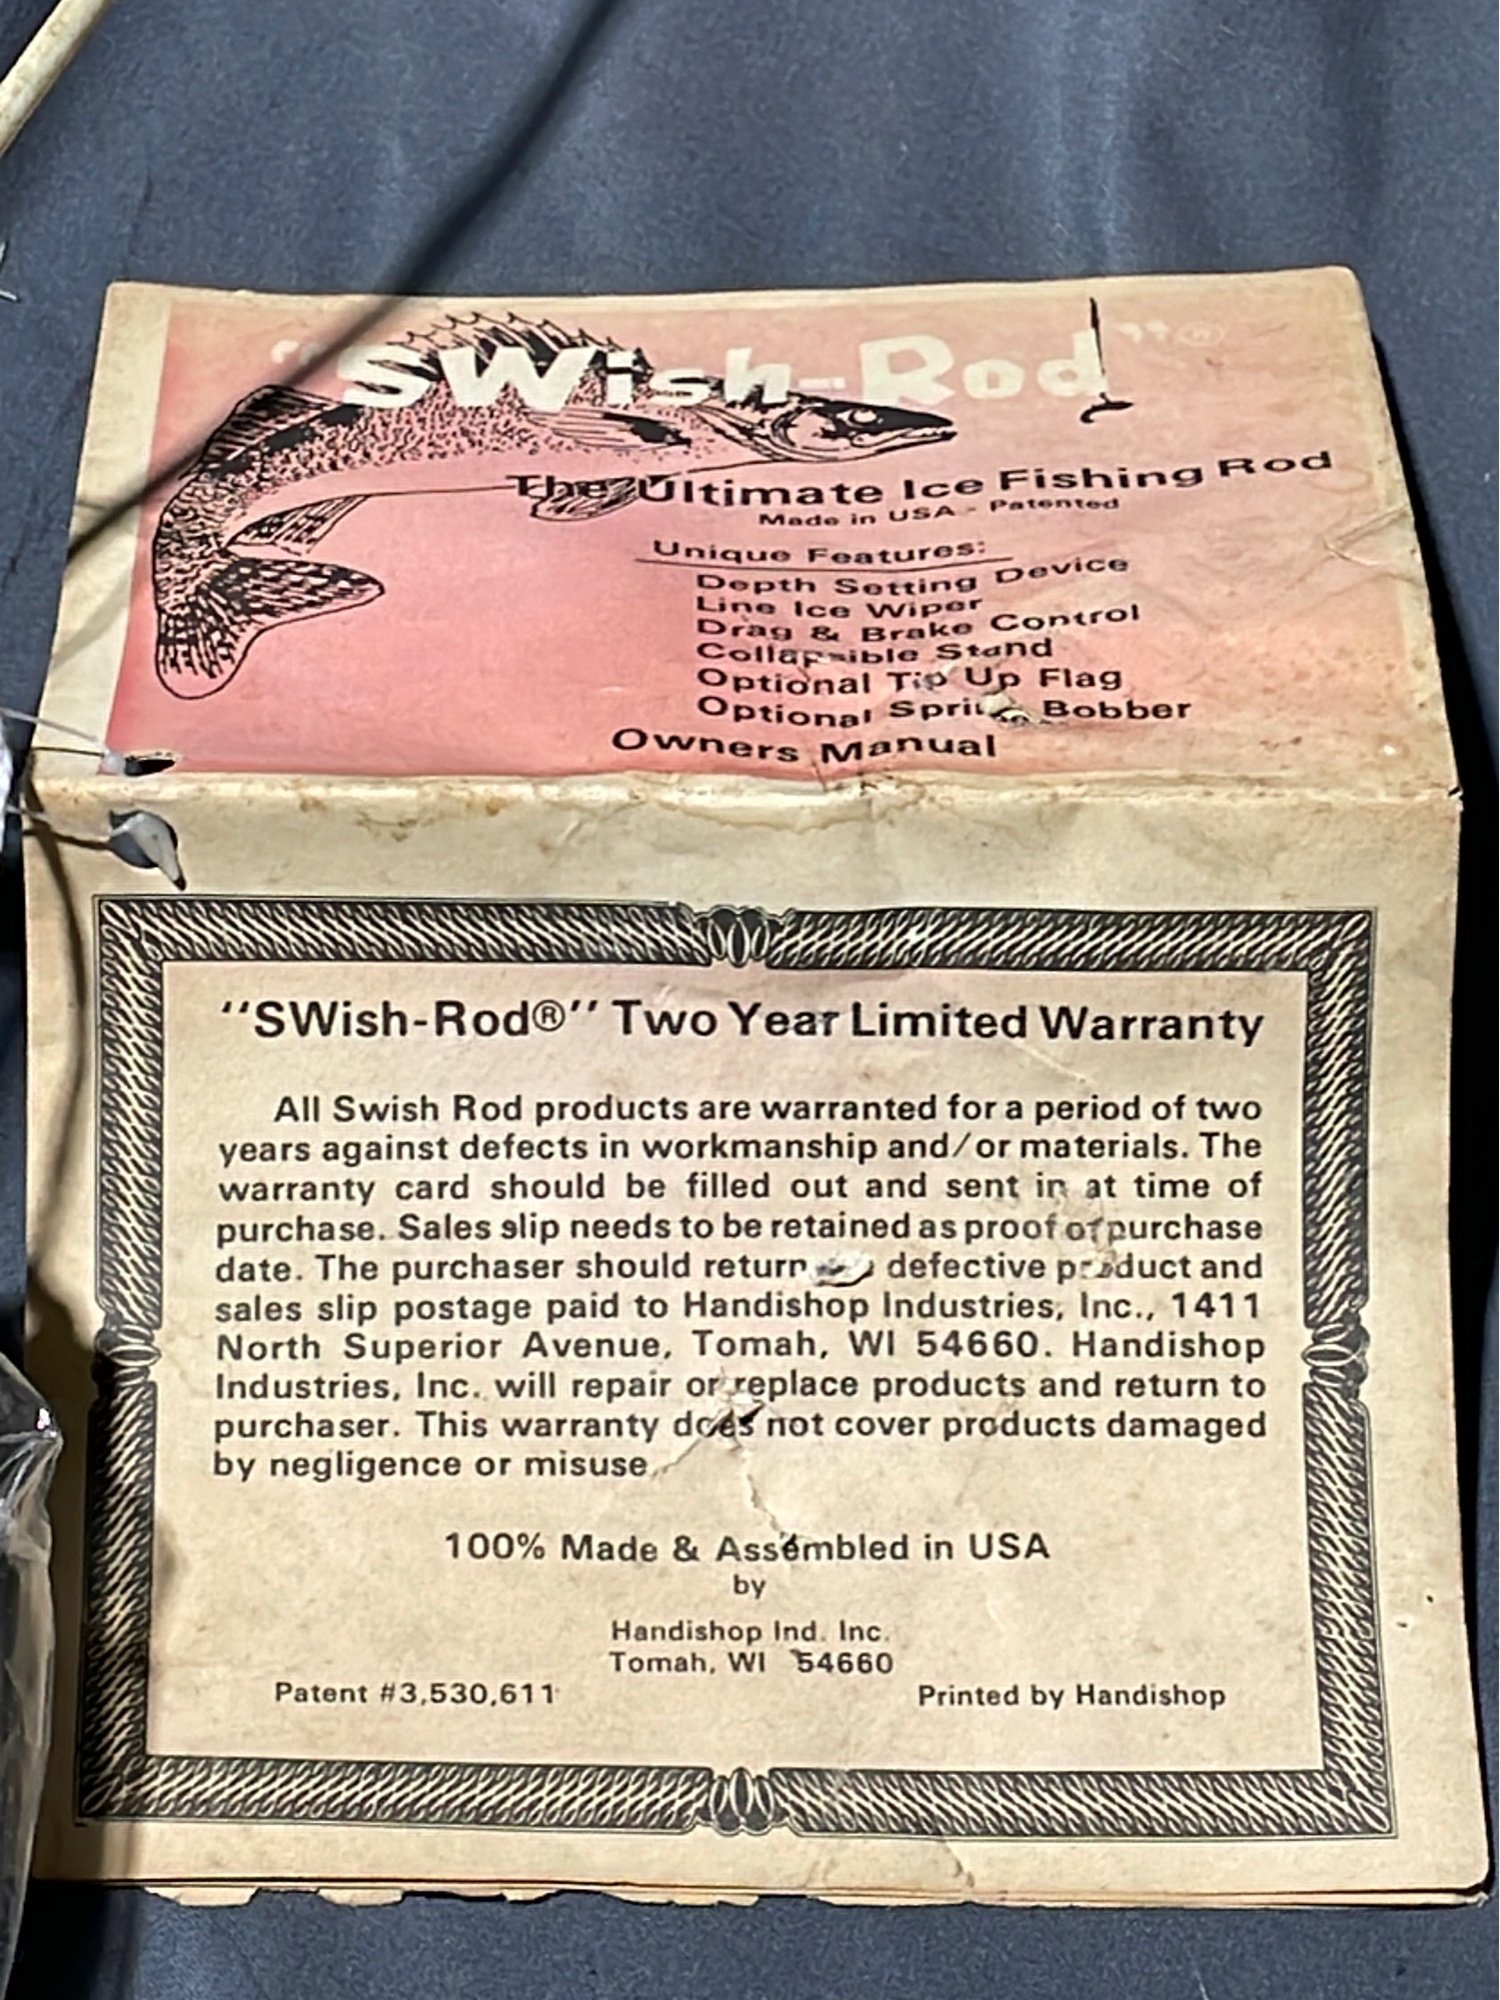 "SWish-Rod"®
The Ultimate Ice Fishing Rod
Made in USA - Patented
Unique Features:
Depth Setting Device
Line Ice Wiper
Drag & Brake Control
Collapsible Stand
Optional Tip Up Flag
Optional Spring Bobber
Owners Manual
"SWish-Rod®" Two Year Limited Warranty
All Swish Rod products are warranted for a period of two
years against defects in workmanship and/or materials. The
warranty card should be filled out and sent in at time of
purchase. Sales slip needs to be retained as proof of purchase
date. The purchaser should return defective product and
sales slip postage paid to Handishop Industries, Inc., 1411
North Superior Avenue, Tomah, WI 54660. Handishop
Industries, Inc. will repair or replace products and return to
purchaser. This warranty does not cover products damaged
by negligence or misuse.
100% Made & Assembled in USA
by
Handishop Ind. Inc.
Tomah, WI 54660
Patent #3,530,611
Printed by Handishop